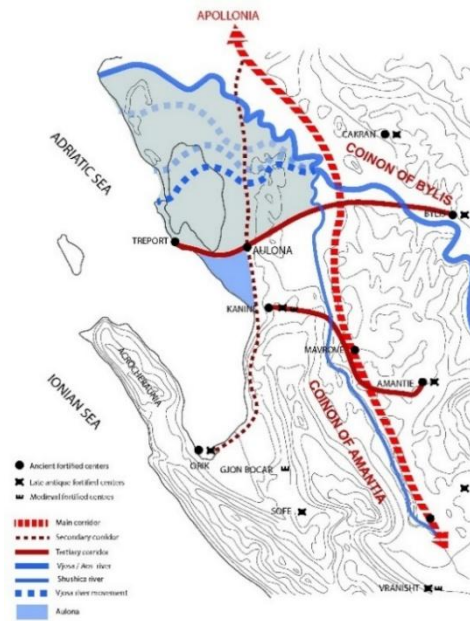 APOLLONIA
ADRIATIC SEA
CAKRAN
COINON OF BYLIS
BYLIS
TREPORT
AULONA
KANIN
MAVROVE
AMANTIE
COINON OF AMANTIA
ACROCHERAUNIA
IONIAN SEA
ORIK
GJON BOCAR
SOFE
VRANISHT
Ancient fortified centers
Late antique fortified centers
Medieval fortified centres
Main corridor
Secondary corridor
Tertiary corridor
Vjosa / Aos river
Shushica river
Vjosa river movement
Aulona